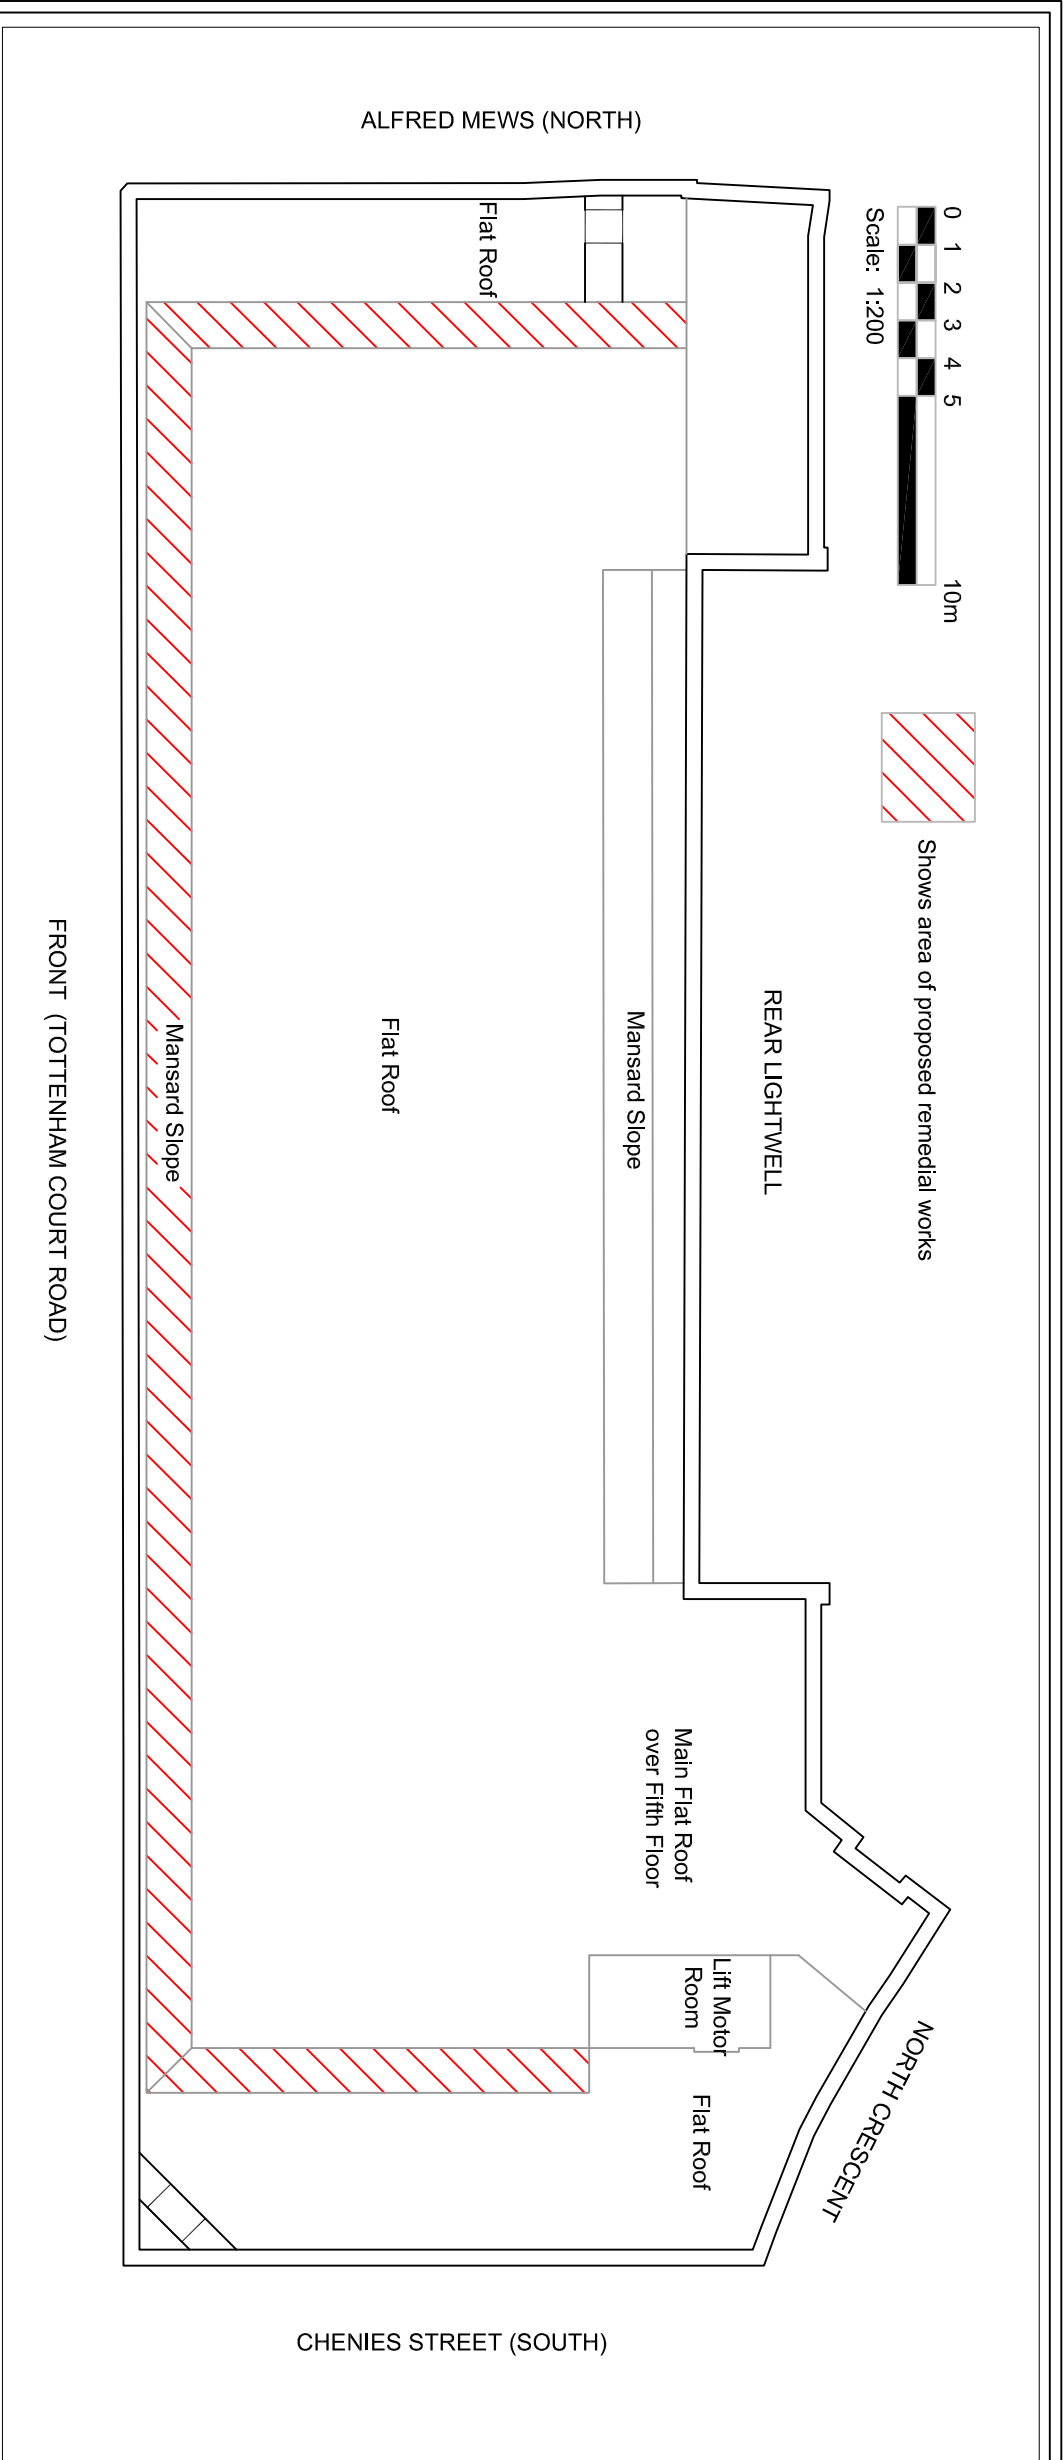 ALFRED MEWS (NORTH)
0 1 2 3 4 5 10m
Scale: 1:200
Shows area of proposed remedial works
REAR LIGHTWELL
Mansard Slope
Flat Roof
Flat Roof
Mansard Slope
FRONT (TOTTENHAM COURT ROAD)
Main Flat Roof
over Fifth Floor
Lift Motor
Room
Flat Roof
NORTH CRESCENT
CHENIES STREET (SOUTH)